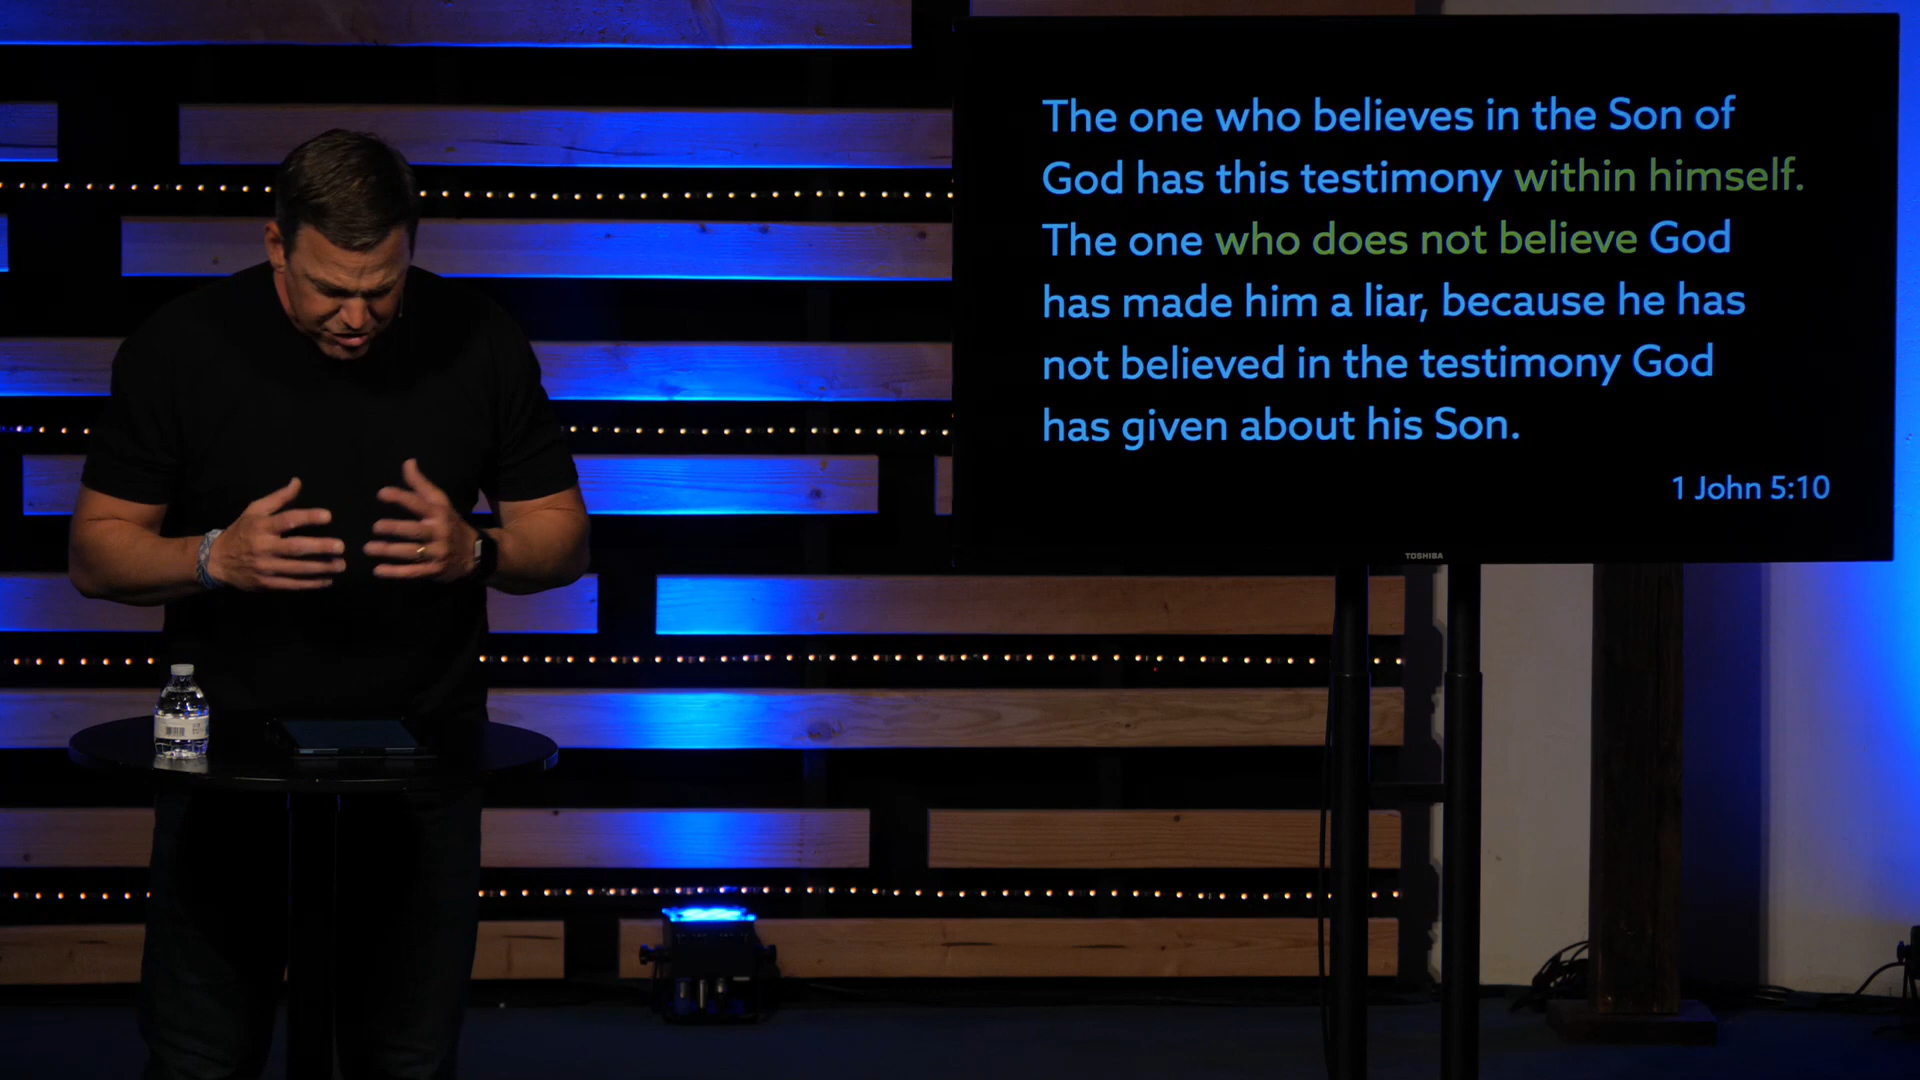 The one who believes in the Son of
God has this testimony within himself.
The one who does not believe God
has made him a liar, because he has
not believed in the testimony God
has given about his Son.
1 John 5:10
TOSHIBA